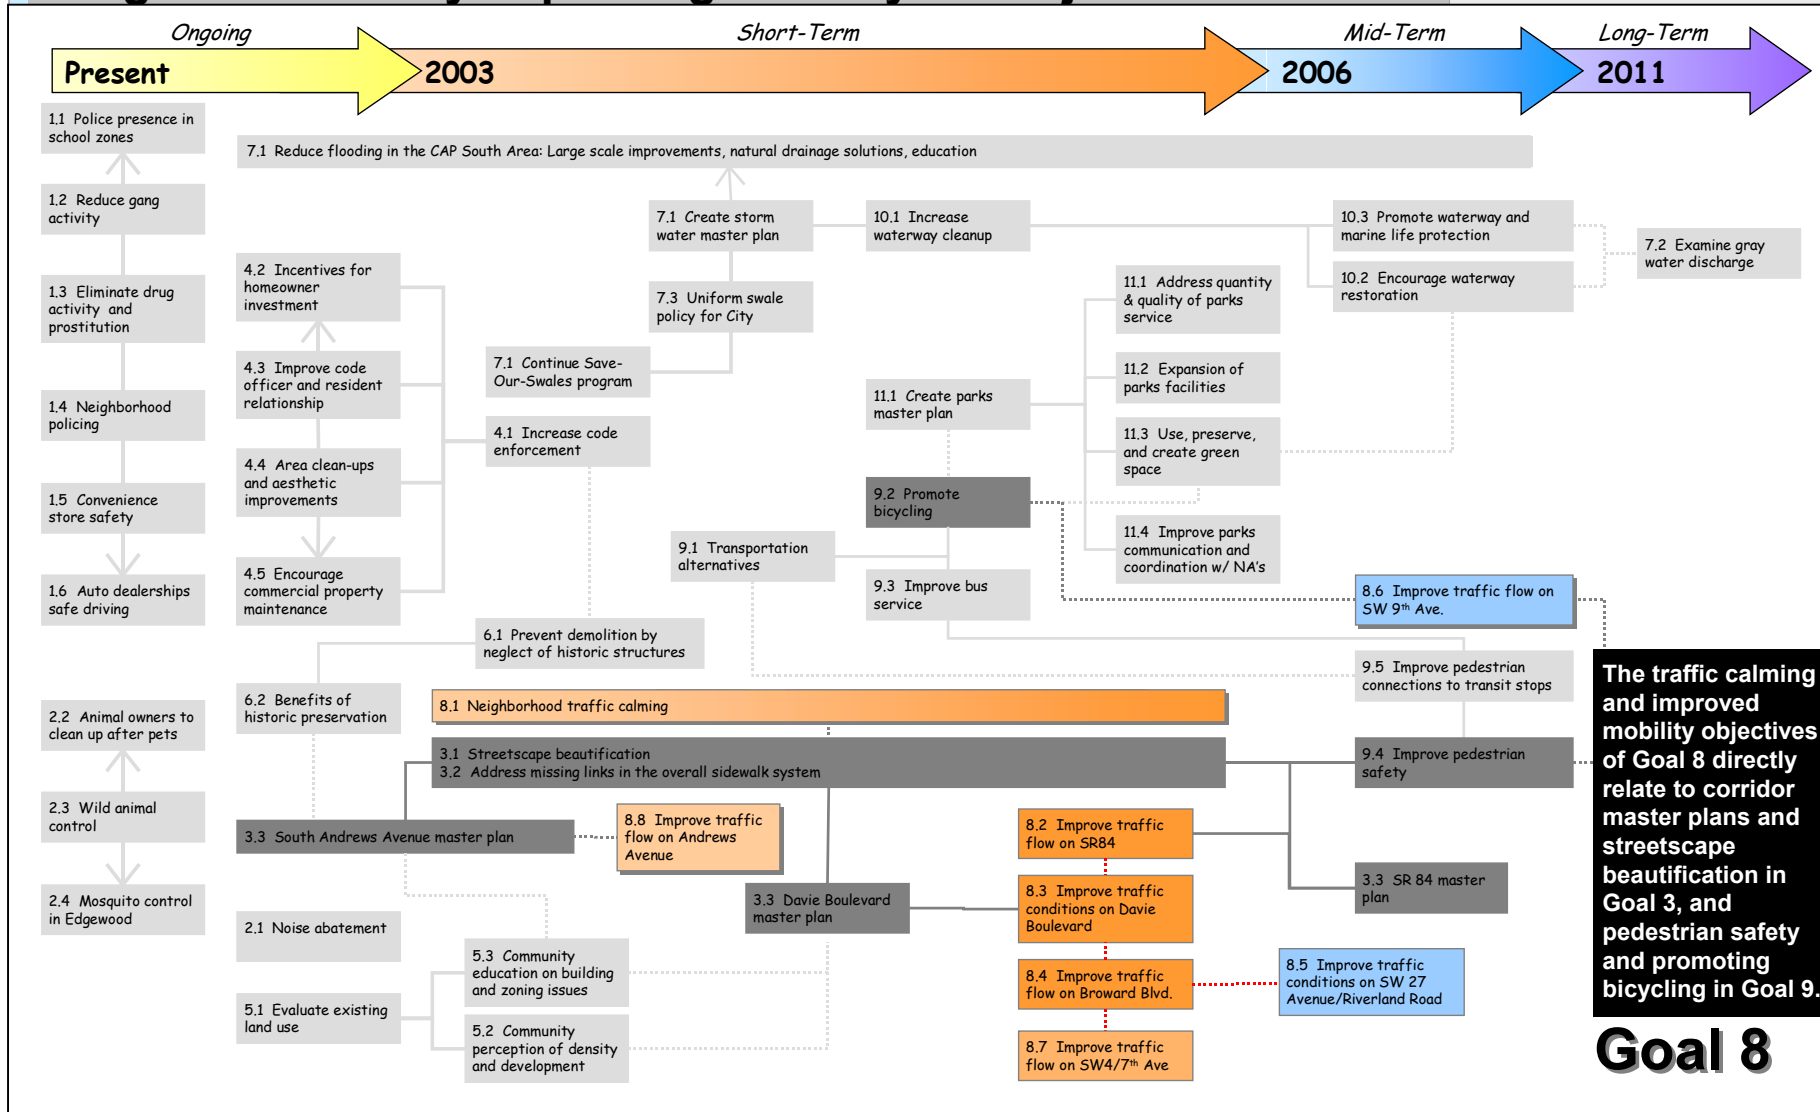 Ongoing
Short-Term
Mid-Term
Long-Term
Present
2003
2006
2011
1.1 Police presence in
school zones
7.1 Reduce flooding in the CAP South Area: Large scale improvements, natural drainage solutions, education
1.2 Reduce gang
activity
7.1 Create storm
water master plan
10.1 Increase
waterway cleanup
10.3 Promote waterway and
marine life protection
7.2 Examine gray
water discharge
4.2 Incentives for
homeowner
investment
10.2 Encourage waterway
restoration
11.1 Address quantity
& quality of parks
service
1.3 Eliminate drug
activity and
prostitution
7.3 Uniform swale
policy for City
4.3 Improve code
officer and resident
relationship
7.1 Continue Save-
Our-Swales program
11.2 Expansion of
parks facilities
11.1 Create parks
master plan
1.4 Neighborhood
policing
4.1 Increase code
enforcement
11.3 Use, preserve,
and create green
space
4.4 Area clean-ups
and aesthetic
improvements
1.5 Convenience
store safety
9.2 Promote
bicycling
11.4 Improve parks
communication and
coordination w/ NA's
9.1 Transportation
alternatives
4.5 Encourage
commercial property
maintenance
1.6 Auto dealerships
safe driving
9.3 Improve bus
service
8.6 Improve traffic flow on
SW 9th Ave.
6.1 Prevent demolition by
neglect of historic structures
9.5 Improve pedestrian
connections to transit stops
6.2 Benefits of
historic preservation
8.1 Neighborhood traffic calming
2.2 Animal owners to
clean up after pets
3.1 Streetscape beautification
3.2 Address missing links in the overall sidewalk system
9.4 Improve pedestrian
safety
2.3 Wild animal
control
3.3 South Andrews Avenue master plan
8.8 Improve traffic
flow on Andrews
Avenue
8.2 Improve traffic
flow on SR84
3.3 SR 84 master
plan
2.4 Mosquito control
in Edgewood
3.3 Davie Boulevard
master plan
8.3 Improve traffic
conditions on Davie
Boulevard
2.1 Noise abatement
5.3 Community
education on building
and zoning issues
8.4 Improve traffic
flow on Broward Blvd.
8.5 Improve traffic
conditions on SW 27
Avenue/Riverland Road
5.1 Evaluate existing
land use
5.2 Community
perception of density
and development
8.7 Improve traffic
flow on SW4/7th Ave
The traffic calming
and improved
mobility objectives
of Goal 8 directly
relate to corridor
master plans and
streetscape
beautification in
Goal 3, and
pedestrian safety
and promoting
bicycling in Goal 9.
Goal 8